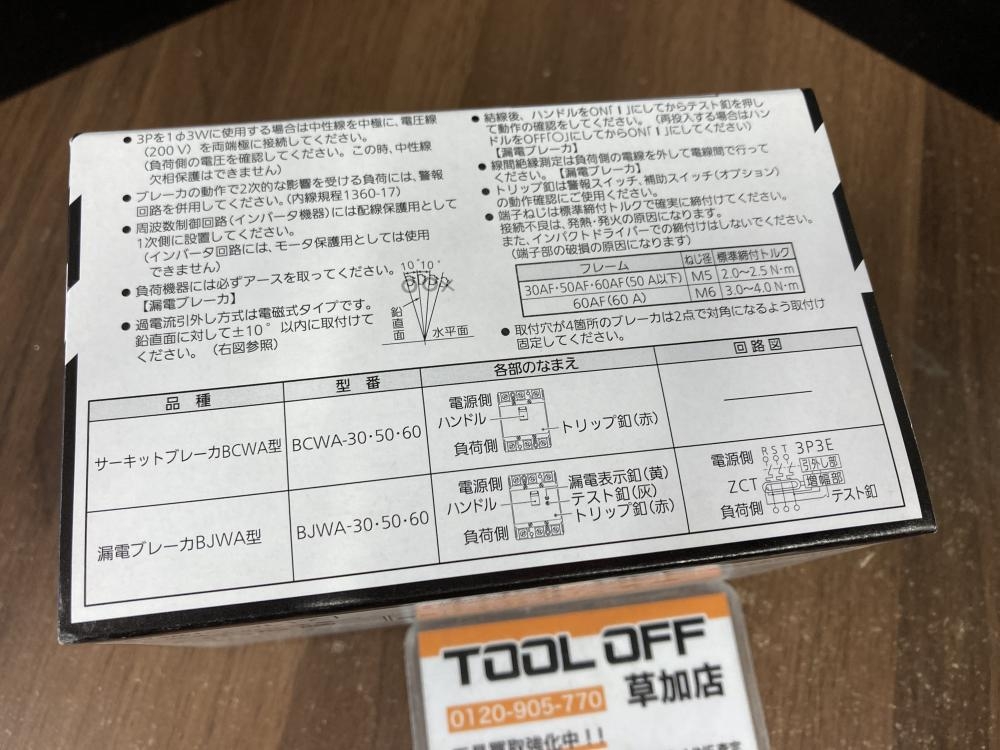 ● 3Pを1φ3Wに使用する場合は中性線を中極に、電圧線
(200V)を両端極に接続してください。
(負荷側の電圧を確認してください。この時、中性線
欠相保護はできません)
● ブレーカの動作で2次的な影響を受ける負荷には、警報
回路を併用してください。(内線規程1360-17)
● 周波数制御回路(インバータ機器)には配線保護用として
1次側に設置してください。
(インバータ回路には、モータ保護用としては使用
できません)
● 負荷機器には必ずアースを取ってください。
【漏電ブレーカ】
● 過電流引外し方式は電磁式タイプです。
鉛直面に対して±10°以内に取付けて
ください。(右図参照)
10°10°
鉛直面
水平面
● 結線後、ハンドルをON「I」にしてからテスト釦を押し
て動作の確認をしてください。(再投入する場合はハン
ドルをOFF「○」にしてからON「I」にしてください)
【漏電ブレーカ】
● 線間絶縁測定は負荷側の電線を外して電線間で行って
ください。【漏電ブレーカ】
● トリップ釦は警報スイッチ、補助スイッチ(オプション)
の動作確認にご使用ください。
● 端子ねじは標準締付トルクで確実に締付けてください。
接続不良は、発熱・発火の原因になります。
また、インパクトドライバーでの締付けはしないでください。
(端子部の破損の原因になります)
フレーム ねじ径 標準締付トルク
30AF・50AF・60AF(50A以下) M5 2.0〜2.5N・m
60AF(60A) M6 3.0〜4.0N・m
● 取付穴が4箇所のブレーカは2点で対角になるよう取付け
固定してください。
品種 型番 各部のなまえ 回路図
サーキットブレーカBCWA型 BCWA-30・50・60
電源側
ハンドル
トリップ釦(赤)
負荷側
漏電ブレーカBJWA型 BJWA-30・50・60
電源側
漏電表示釦(黄)
ハンドル
テスト釦(灰)
トリップ釦(赤)
負荷側
電源側 R S T 3P3E
引外し部
ZCT 増幅部
負荷側 テスト釦
TOOL OFF
草加店
0120-905-770
買取強化中!!